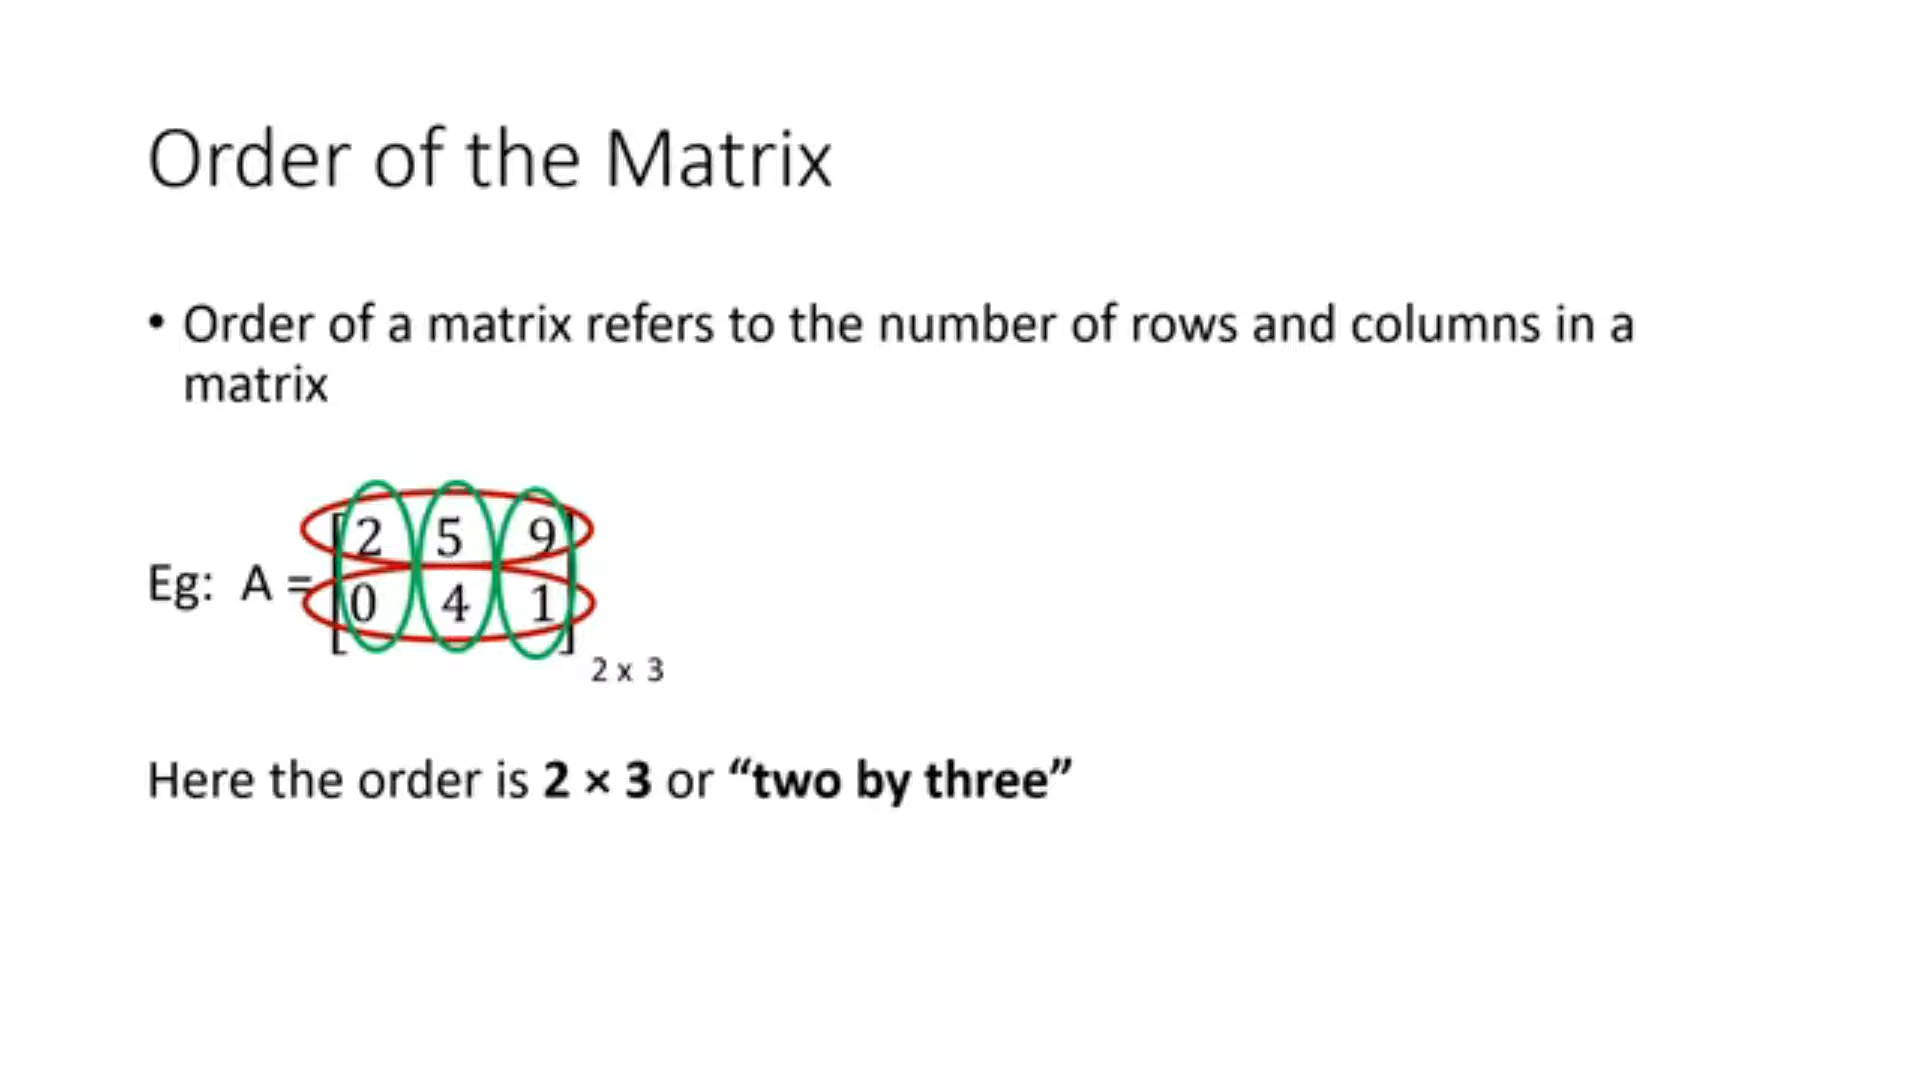 Order of the Matrix
• Order of a matrix refers to the number of rows and columns in a
matrix
2 5 9
Eg: A =
0 4 1
2 x 3
Here the order is 2 × 3 or “two by three”